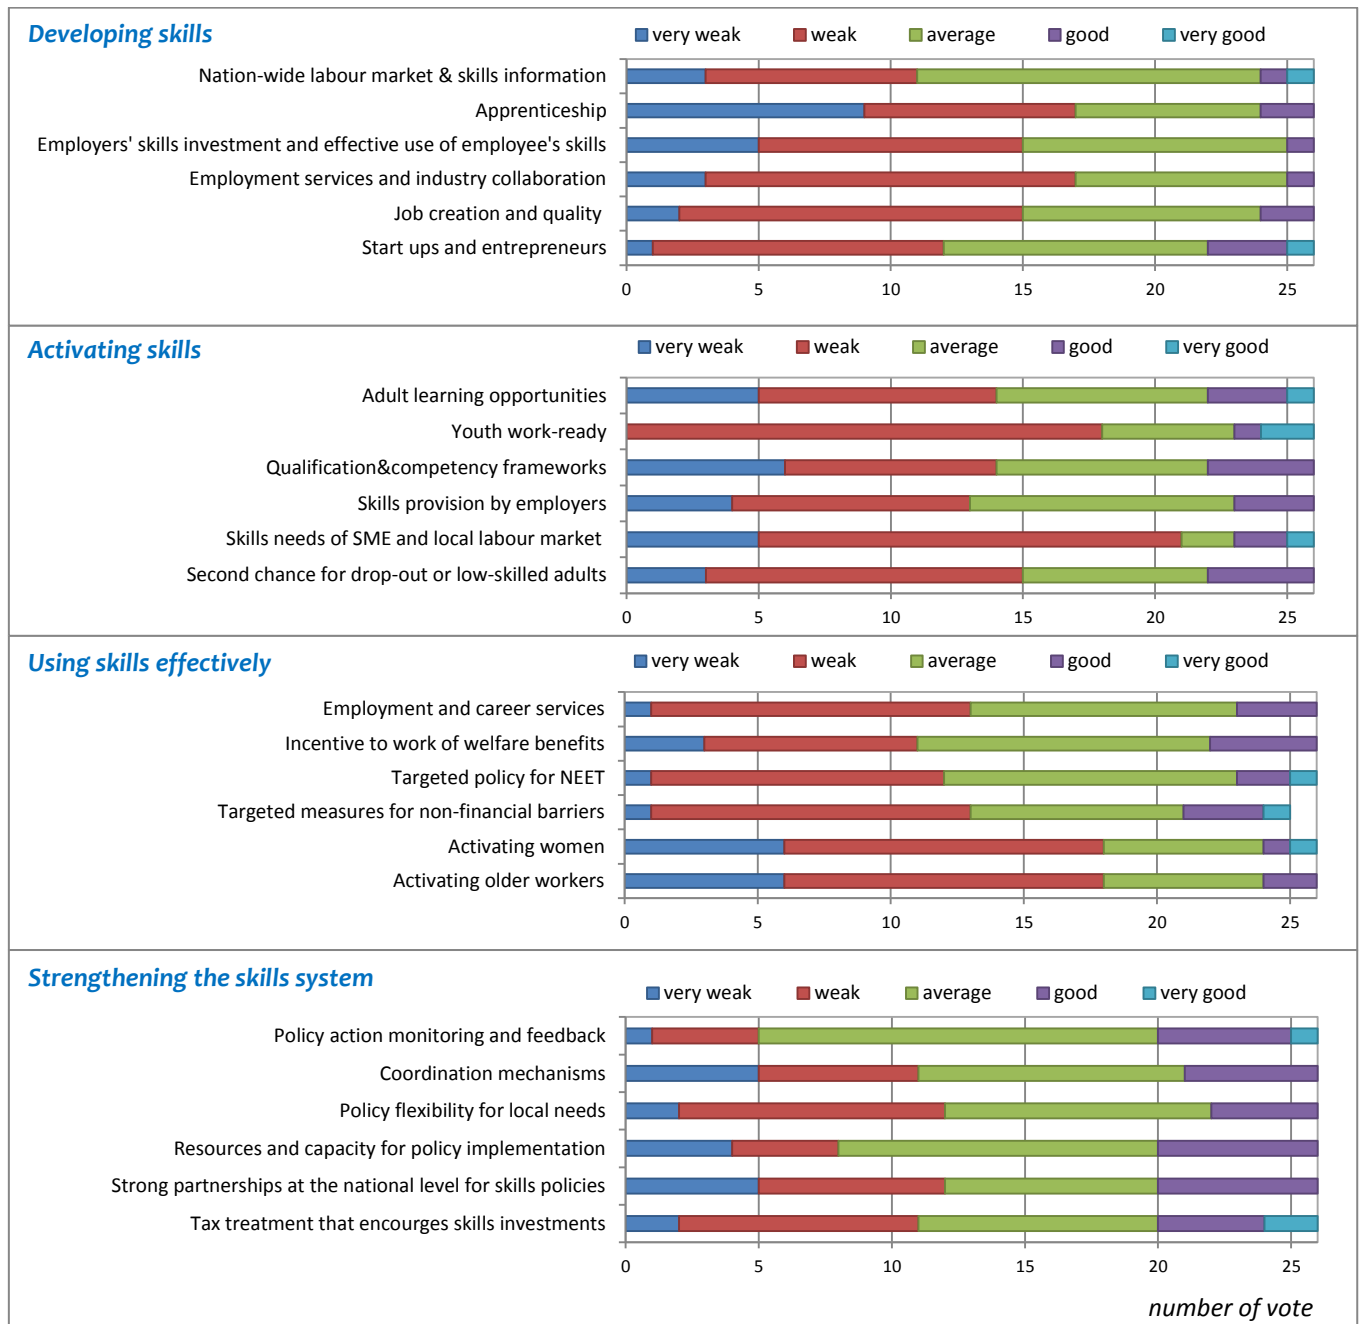 Developing skills
very weak weak average good very good
Nation-wide labour market & skills information
Apprenticeship
Employers' skills investment and effective use of employee's skills
Employment services and industry collaboration
Job creation and quality
Start ups and entrepreneurs
0 5 10 15 20 25
Activating skills
very weak weak average good very good
Adult learning opportunities
Youth work-ready
Qualification&competency frameworks
Skills provision by employers
Skills needs of SME and local labour market
Second chance for drop-out or low-skilled adults
0 5 10 15 20 25
Using skills effectively
very weak weak average good very good
Employment and career services
Incentive to work of welfare benefits
Targeted policy for NEET
Targeted measures for non-financial barriers
Activating women
Activating older workers
0 5 10 15 20 25
Strengthening the skills system
very weak weak average good very good
Policy action monitoring and feedback
Coordination mechanisms
Policy flexibility for local needs
Resources and capacity for policy implementation
Strong partnerships at the national level for skills policies
Tax treatment that encourges skills investments
0 5 10 15 20 25
number of vote